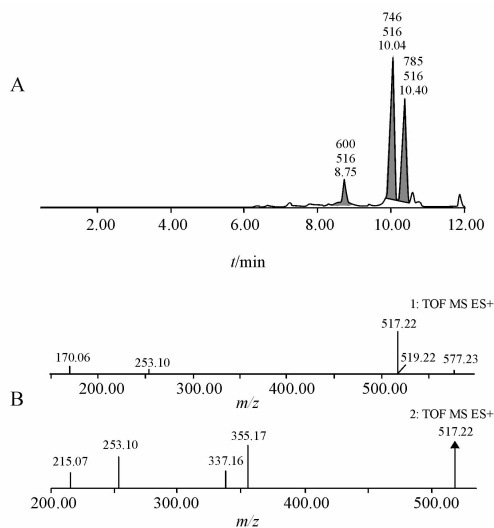 A
746
516
10.04
785
516
10.40
600
516
8.75
2.00 4.00 6.00 8.00 10.00 12.00
t/min
B
1: TOF MS ES+
517.22
170.06 253.10 519.22 577.23
200.00 300.00 400.00 500.00
m/z
2: TOF MS ES+
517.22
355.17
253.10
215.07 337.16
200.00 300.00 400.00 500.00
m/z